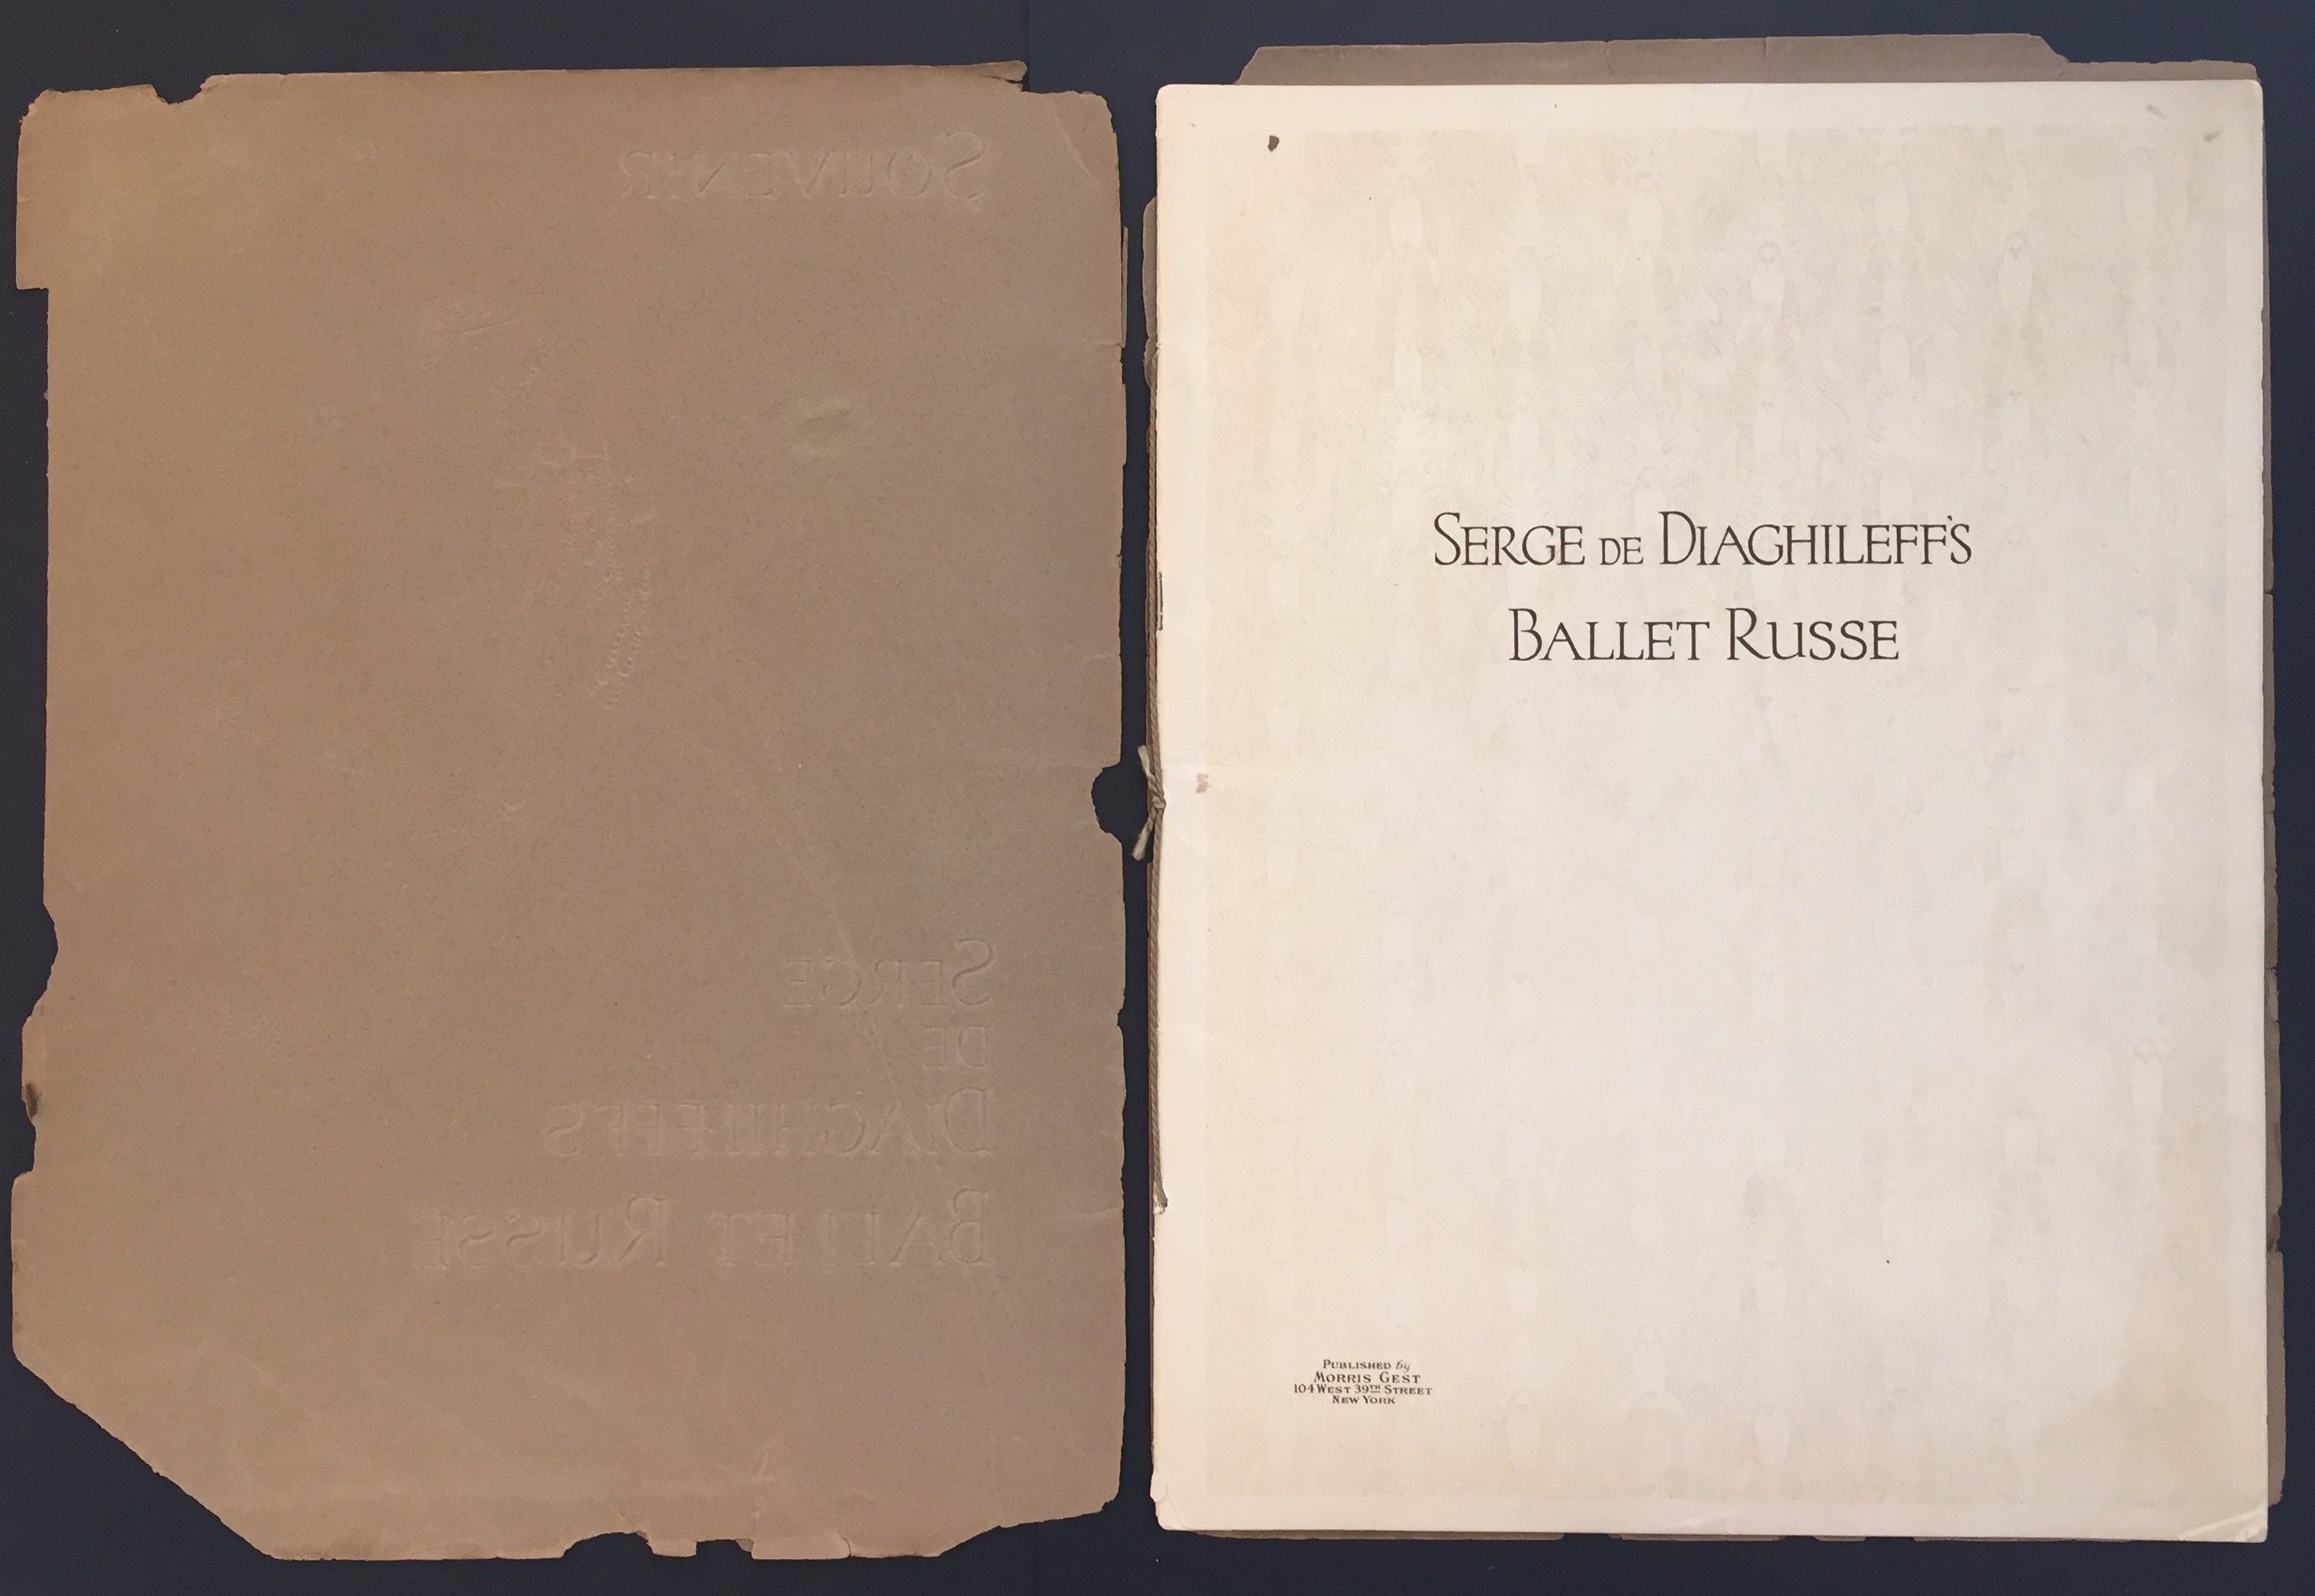 SOUVENIR
SERGE
DE
DIAGHILEFF'S
BALLET RUSSE
SERGE DE DIAGHILEFF'S
BALLET RUSSE
PUBLISHED by
MORRIS GEST
104 WEST 39TH STREET
NEW YORK